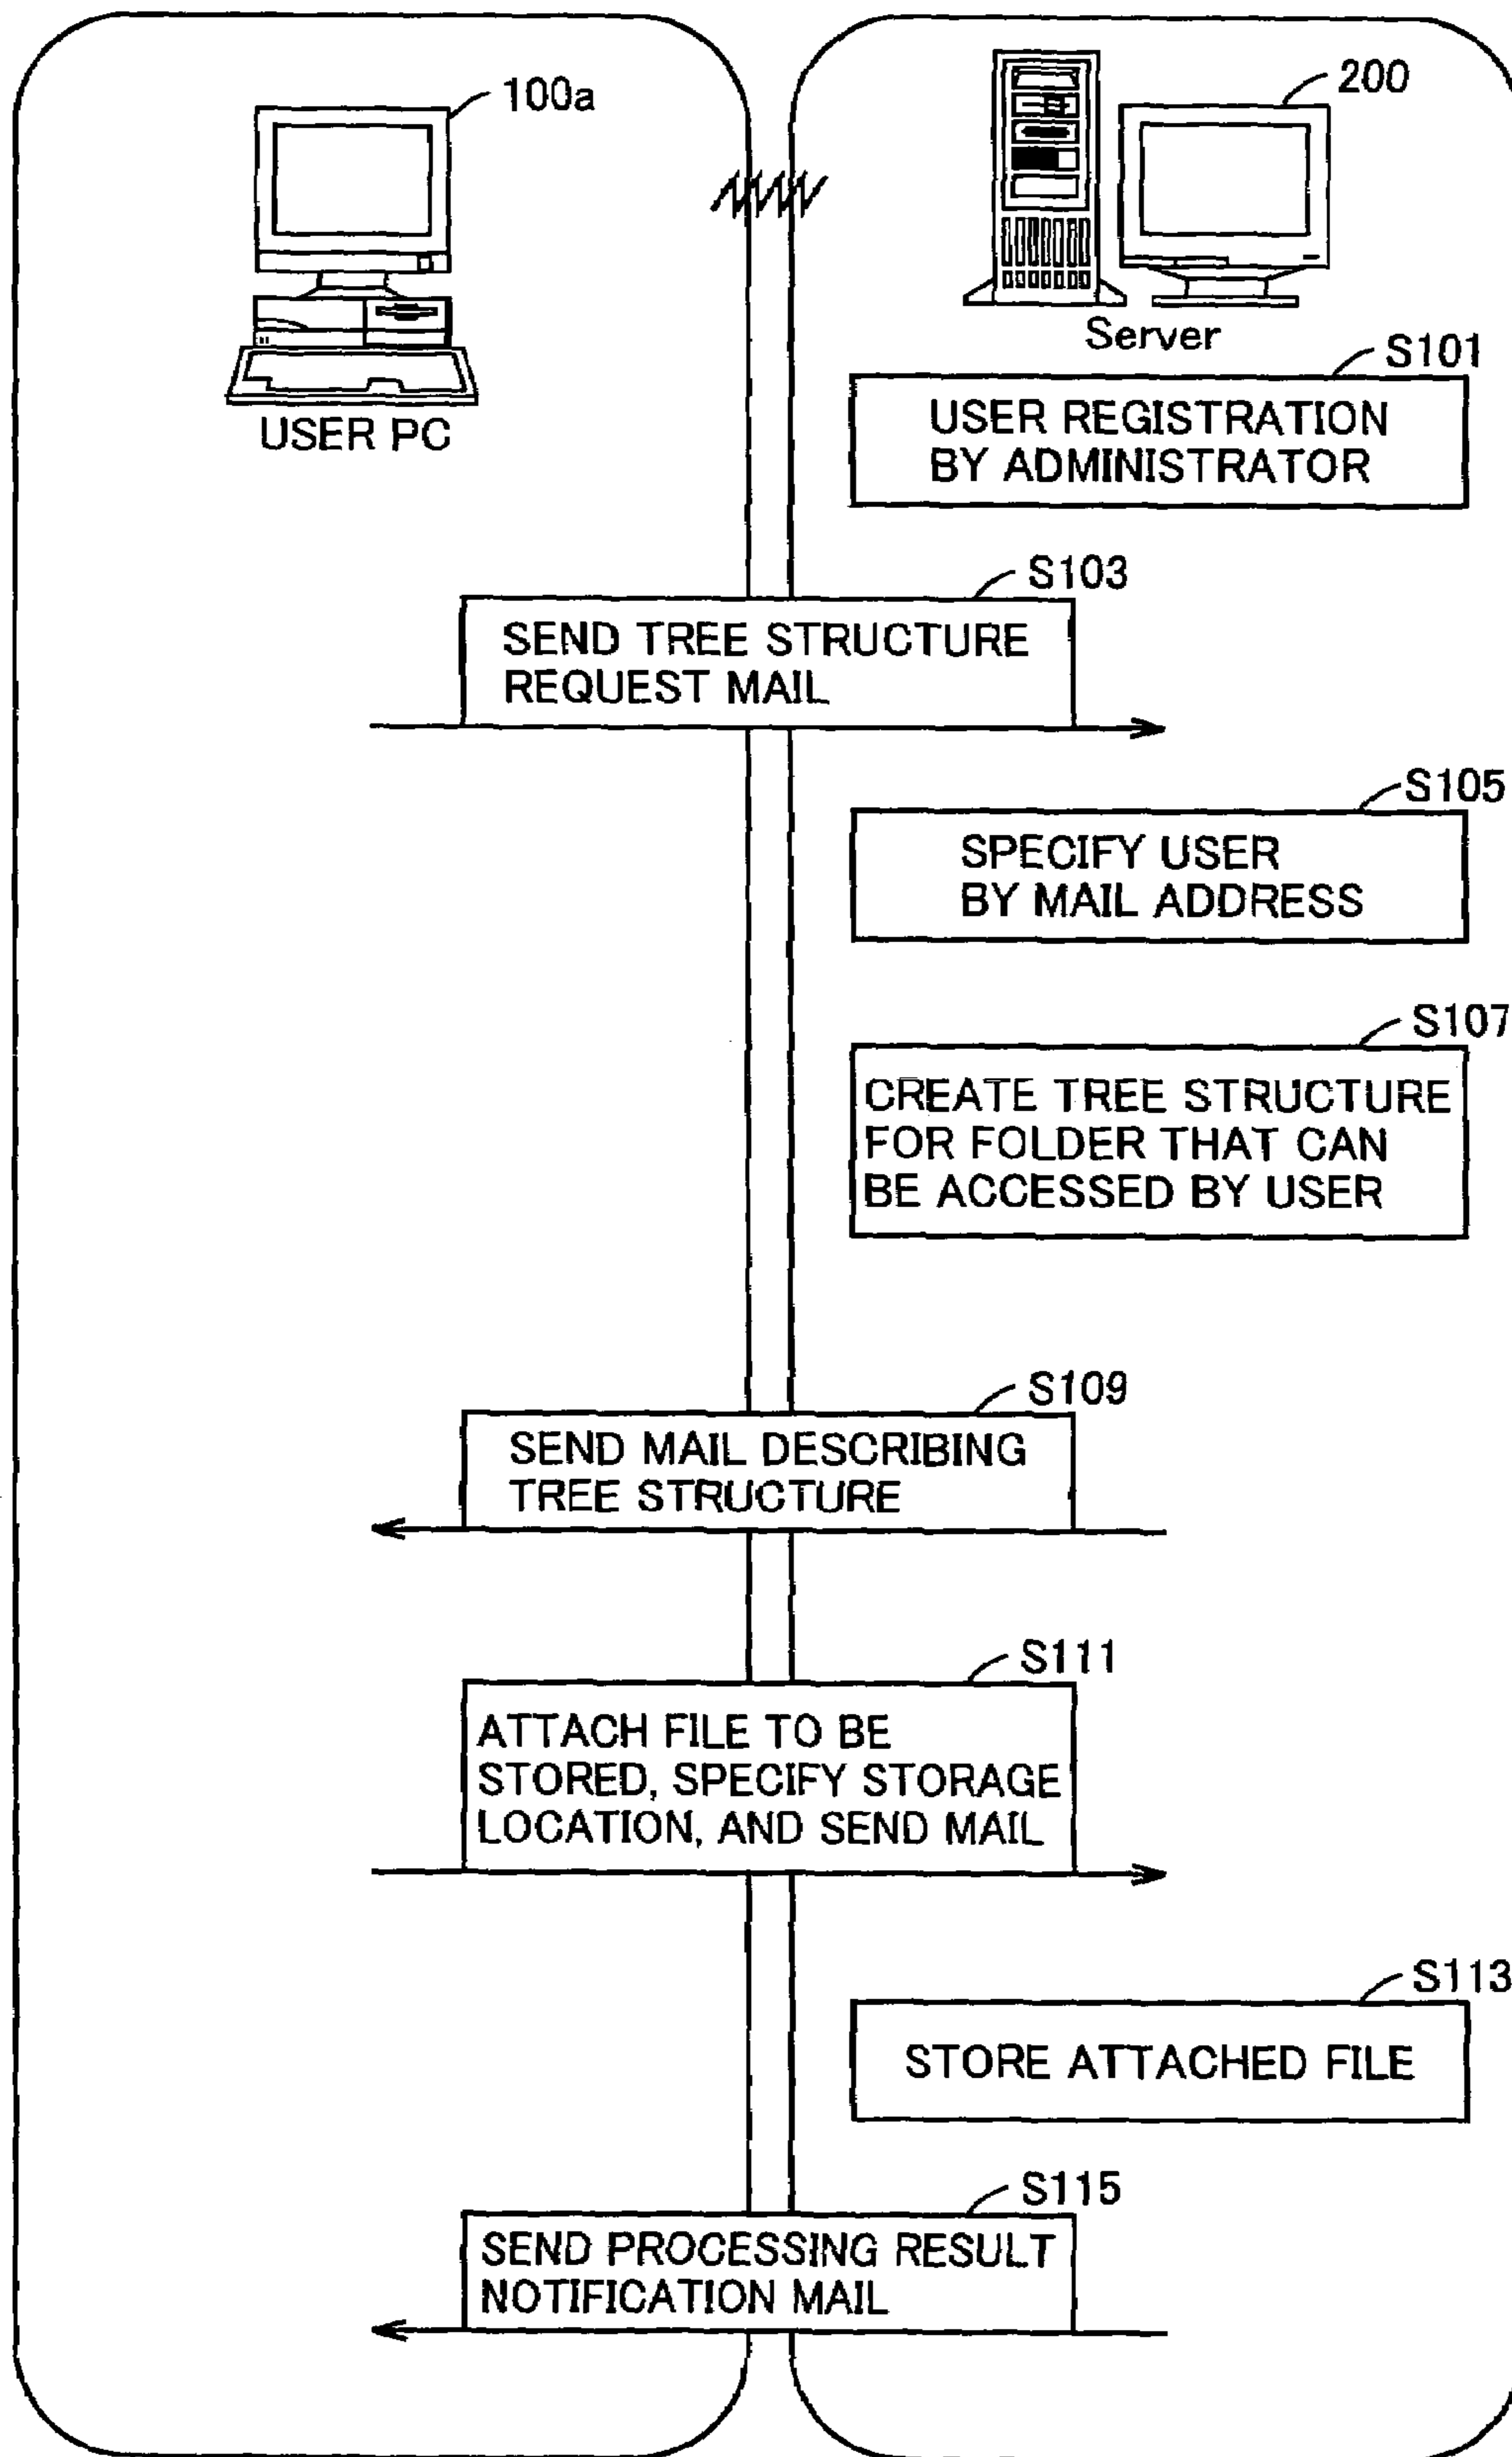 100a
200
USER PC
Server
S101
USER REGISTRATION
BY ADMINISTRATOR
S103
SEND TREE STRUCTURE
REQUEST MAIL
S105
SPECIFY USER
BY MAIL ADDRESS
S107
CREATE TREE STRUCTURE
FOR FOLDER THAT CAN
BE ACCESSED BY USER
S109
SEND MAIL DESCRIBING
TREE STRUCTURE
S111
ATTACH FILE TO BE
STORED, SPECIFY STORAGE
LOCATION, AND SEND MAIL
S113
STORE ATTACHED FILE
S115
SEND PROCESSING RESULT
NOTIFICATION MAIL